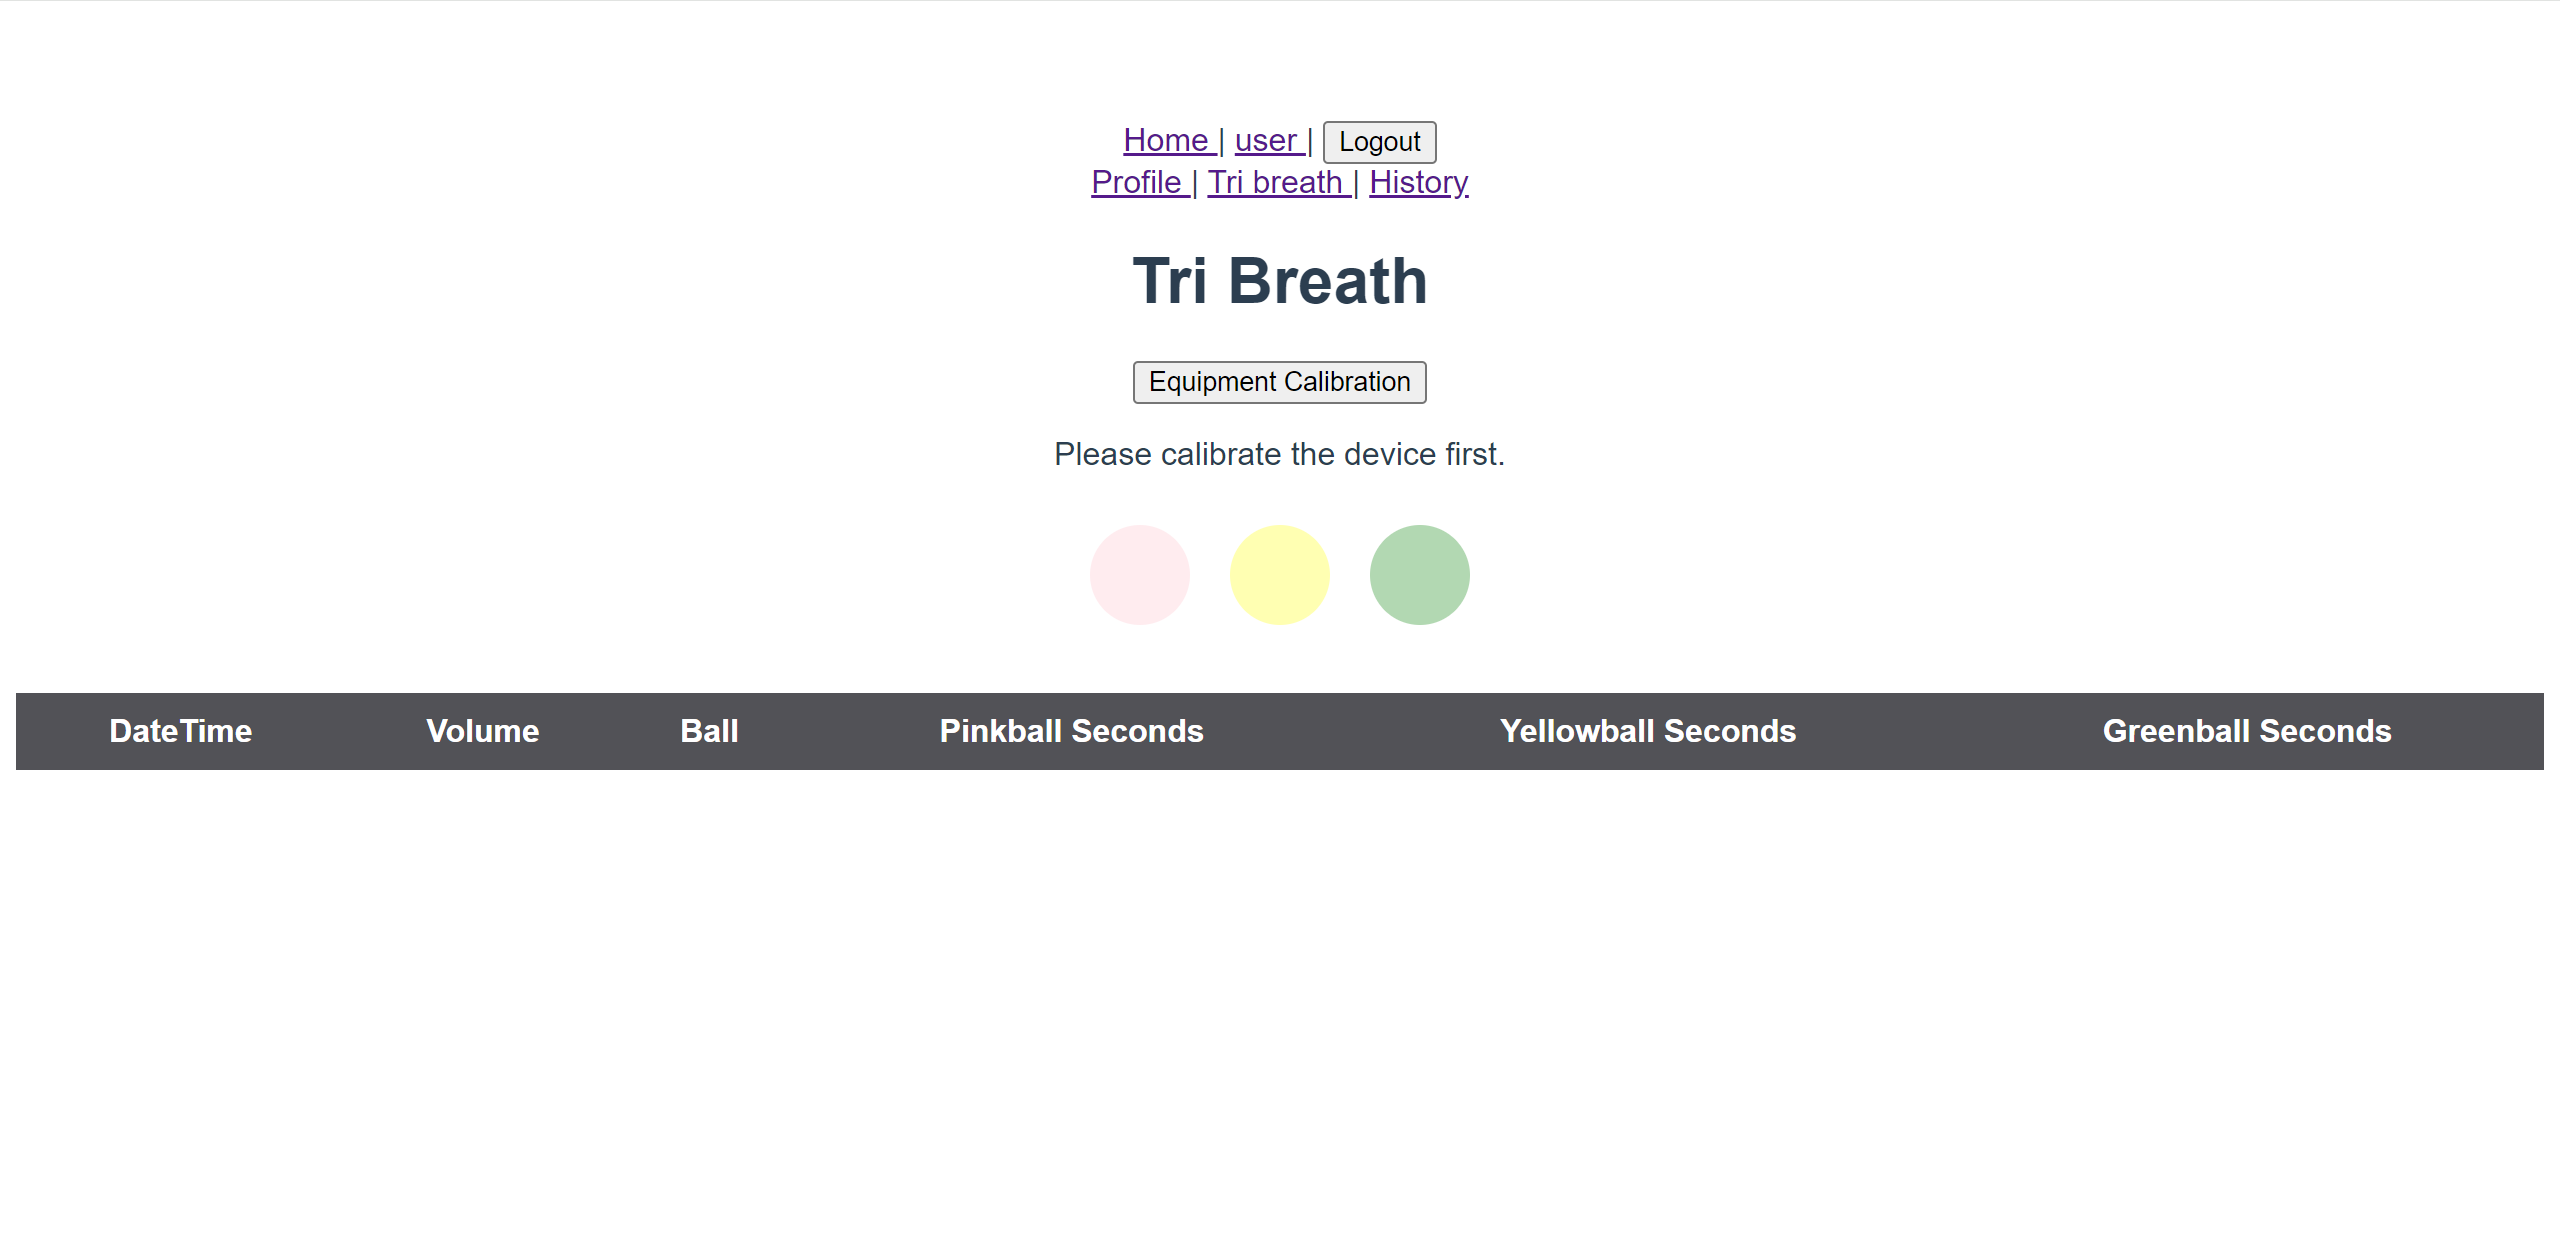 Home | user | Logout
Profile | Tri breath | History
Tri Breath
Equipment Calibration
Please calibrate the device first.
DateTime Volume Ball Pinkball Seconds Yellowball Seconds Greenball Seconds